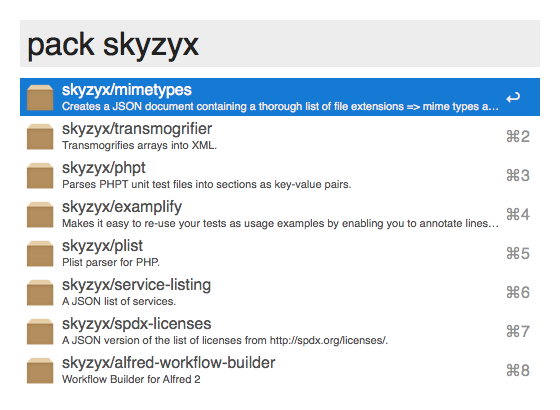 pack skyzyx
skyzyx/mimetypes
Creates a JSON document containing a thorough list of file extensions => mime types a…
↩
skyzyx/transmogrifier
Transmogrifies arrays into XML.
⌘2
skyzyx/phpt
Parses PHPT unit test files into sections as key-value pairs.
⌘3
skyzyx/examplify
Makes it easy to re-use your tests as usage examples by enabling you to annotate lines…
⌘4
skyzyx/plist
Plist parser for PHP.
⌘5
skyzyx/service-listing
A JSON list of services.
⌘6
skyzyx/spdx-licenses
A JSON version of the list of licenses from http://spdx.org/licenses/.
⌘7
skyzyx/alfred-workflow-builder
Workflow Builder for Alfred 2
⌘8